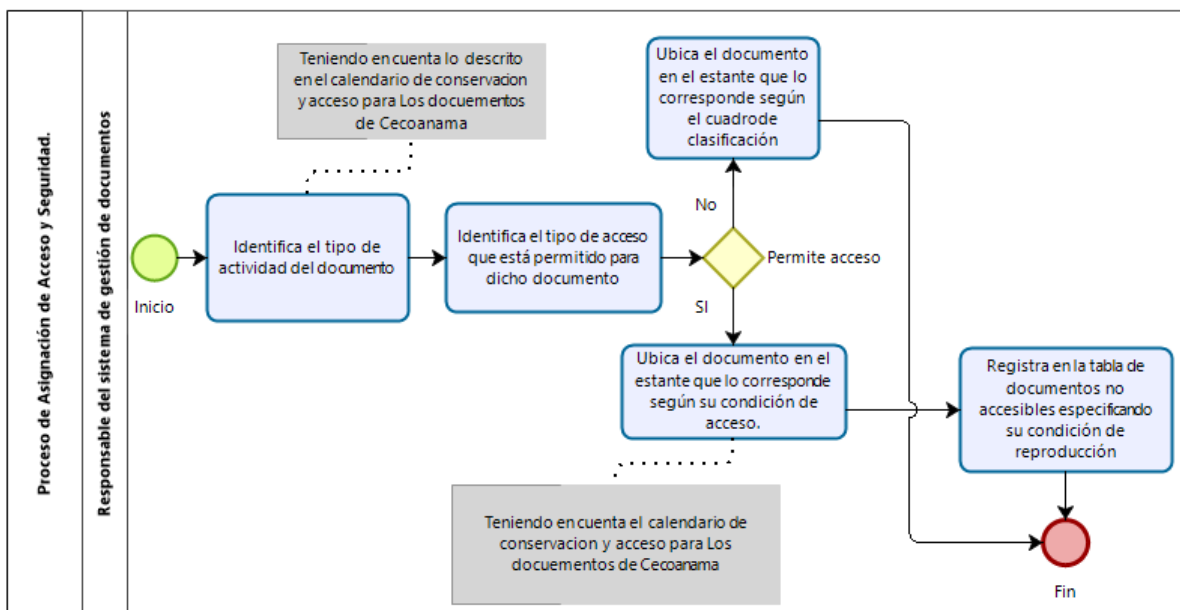 Proceso de Asignación de Acceso y Seguridad.
Responsable del sistema de gestión de documentos
Inicio
Teniendo en cuenta lo descrito
en el calendario de conservacion
y acceso para Los docuementos
de Cecoanama
Identifica el tipo de
actividad del documento
Identifica el tipo de acceso
que está permitido para
dicho documento
Permite acceso
No
Ubica el documento
en el estante que lo
corresponde según
el cuadrode
clasificación
SI
Ubica el documento en el
estante que lo corresponde
según su condición de
acceso.
Teniendo en cuenta el calendario de
conservacion y acceso para Los
docuementos de Cecoanama
Registra en la tabla de
documentos no
accesibles especificando
su condición de
reproducción
Fin